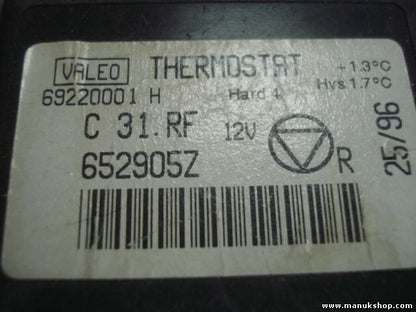 VALEO THERMOSTAT ±1.3°C
69220001 H Hard 4 Hys 1.7°C
C 31.RF 12V
652905Z R
25/96
www.manukshop.com